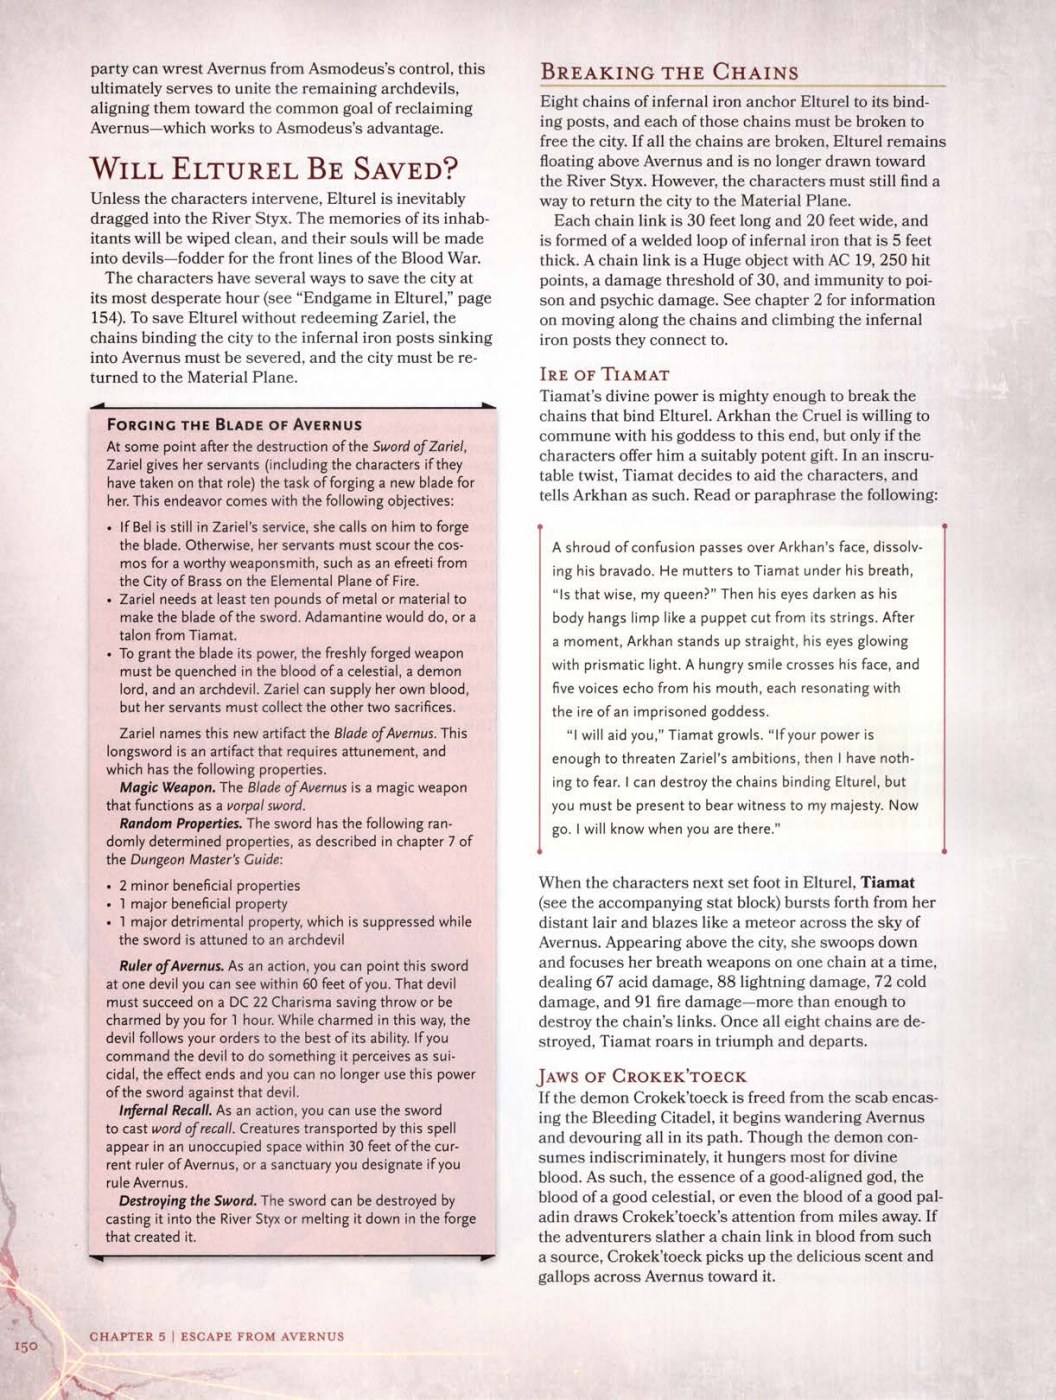 party can wrest Avernus from Asmodeus's control, this
ultimately serves to unite the remaining archdevils,
aligning them toward the common goal of reclaiming
Avernus—which works to Asmodeus's advantage.
WILL ELTUREL BE SAVED?
Unless the characters intervene, Elturel is inevitably
dragged into the River Styx. The memories of its inhab-
itants will be wiped clean, and their souls will be made
into devils—fodder for the front lines of the Blood War.
The characters have several ways to save the city at
its most desperate hour (see "Endgame in Elturel," page
154). To save Elturel without redeeming Zariel, the
chains binding the city to the infernal iron posts sinking
into Avernus must be severed, and the city must be re-
turned to the Material Plane.
FORGING THE BLADE OF AVERNUS
At some point after the destruction of the Sword of Zariel,
Zariel gives her servants (including the characters if they
have taken on that role) the task of forging a new blade for
her. This endeavor comes with the following objectives:
• If Bel is still in Zariel's service, she calls on him to forge
the blade. Otherwise, her servants must scour the cos-
mos for a worthy weaponsmith, such as an efreeti from
the City of Brass on the Elemental Plane of Fire.
• Zariel needs at least ten pounds of metal or material to
make the blade of the sword. Adamantine would do, or a
talon from Tiamat.
• To grant the blade its power, the freshly forged weapon
must be quenched in the blood of a celestial, a demon
lord, and an archdevil. Zariel can supply her own blood,
but her servants must collect the other two sacrifices.
Zariel names this new artifact the Blade of Avernus. This
longsword is an artifact that requires attunement, and
which has the following properties.
Magic Weapon. The Blade of Avernus is a magic weapon
that functions as a vorpal sword.
Random Properties. The sword has the following ran-
domly determined properties, as described in chapter 7 of
the Dungeon Master's Guide:
• 2 minor beneficial properties
• 1 major beneficial property
• 1 major detrimental property, which is suppressed while
the sword is attuned to an archdevil
Ruler of Avernus. As an action, you can point this sword
at one devil you can see within 60 feet of you. That devil
must succeed on a DC 22 Charisma saving throw or be
charmed by you for 1 hour. While charmed in this way, the
devil follows your orders to the best of its ability. If you
command the devil to do something it perceives as sui-
cidal, the effect ends and you can no longer use this power
of the sword against that devil.
Infernal Recall. As an action, you can use the sword
to cast word of recall. Creatures transported by this spell
appear in an unoccupied space within 30 feet of the cur-
rent ruler of Avernus, or a sanctuary you designate if you
rule Avernus.
Destroying the Sword. The sword can be destroyed by
casting it into the River Styx or melting it down in the forge
that created it.
BREAKING THE CHAINS
Eight chains of infernal iron anchor Elturel to its bind-
ing posts, and each of those chains must be broken to
free the city. If all the chains are broken, Elturel remains
floating above Avernus and is no longer drawn toward
the River Styx. However, the characters must still find a
way to return the city to the Material Plane.
Each chain link is 30 feet long and 20 feet wide, and
is formed of a welded loop of infernal iron that is 5 feet
thick. A chain link is a Huge object with AC 19, 250 hit
points, a damage threshold of 30, and immunity to poi-
son and psychic damage. See chapter 2 for information
on moving along the chains and climbing the infernal
iron posts they connect to.
IRE OF TIAMAT
Tiamat's divine power is mighty enough to break the
chains that bind Elturel. Arkhan the Cruel is willing to
commune with his goddess to this end, but only if the
characters offer him a suitably potent gift. In an inscru-
table twist, Tiamat decides to aid the characters, and
tells Arkhan as such. Read or paraphrase the following:
A shroud of confusion passes over Arkhan's face, dissolv-
ing his bravado. He mutters to Tiamat under his breath,
"Is that wise, my queen?" Then his eyes darken as his
body hangs limp like a puppet cut from its strings. After
a moment, Arkhan stands up straight, his eyes glowing
with prismatic light. A hungry smile crosses his face, and
five voices echo from his mouth, each resonating with
the ire of an imprisoned goddess.
"I will aid you," Tiamat growls. "If your power is
enough to threaten Zariel's ambitions, then I have noth-
ing to fear. I can destroy the chains binding Elturel, but
you must be present to bear witness to my majesty. Now
go. I will know when you are there."
When the characters next set foot in Elturel, Tiamat
(see the accompanying stat block) bursts forth from her
distant lair and blazes like a meteor across the sky of
Avernus. Appearing above the city, she swoops down
and focuses her breath weapons on one chain at a time,
dealing 67 acid damage, 88 lightning damage, 72 cold
damage, and 91 fire damage—more than enough to
destroy the chain's links. Once all eight chains are de-
stroyed, Tiamat roars in triumph and departs.
JAWS OF CROKEK'TOECK
If the demon Crokek'toeck is freed from the scab encas-
ing the Bleeding Citadel, it begins wandering Avernus
and devouring all in its path. Though the demon con-
sumes indiscriminately, it hungers most for divine
blood. As such, the essence of a good-aligned god, the
blood of a good celestial, or even the blood of a good pal-
adin draws Crokek'toeck's attention from miles away. If
the adventurers slather a chain link in blood from such
a source, Crokek'toeck picks up the delicious scent and
gallops across Avernus toward it.
150
CHAPTER 5 | ESCAPE FROM AVERNUS